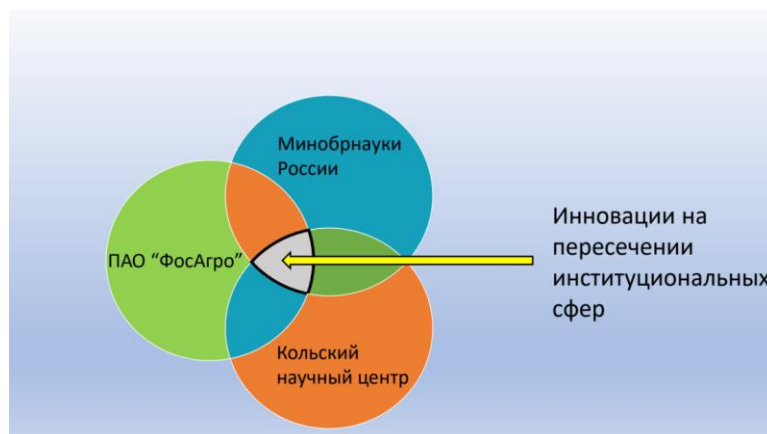 Минобрнауки
России
ПАО “ФосАгро”
Инновации на
пересечении
институциональных
сфер
Кольский
научный центр